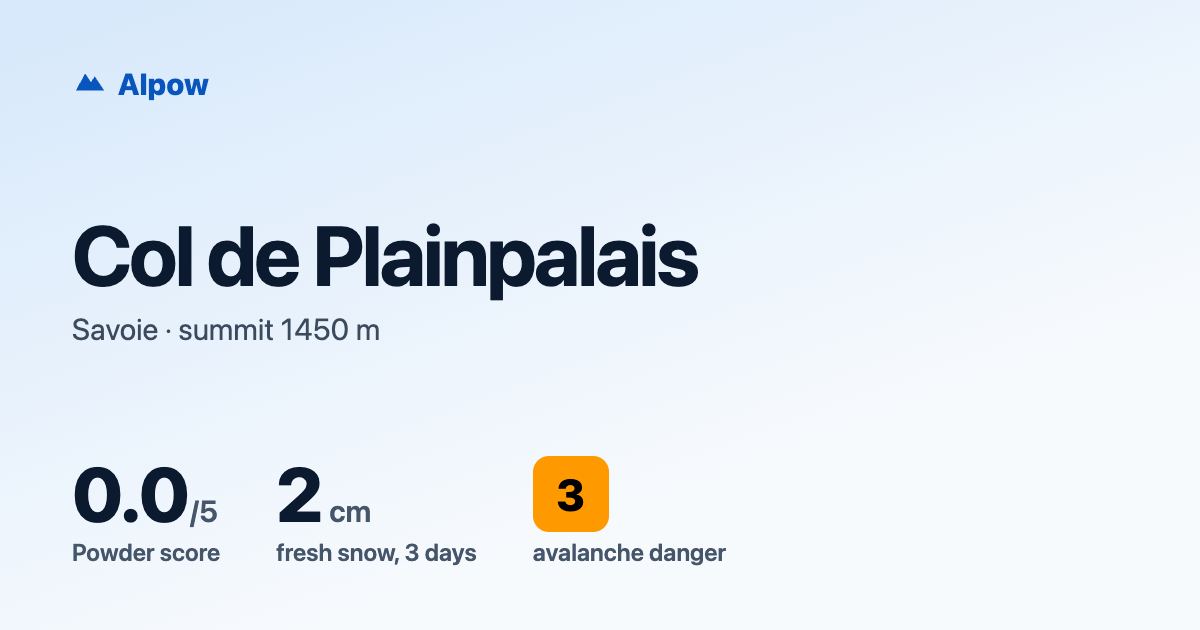 Alpow
Col de Plainpalais
Savoie · summit 1450 m
0.0/5
Powder score
2 cm
fresh snow, 3 days
3
avalanche danger